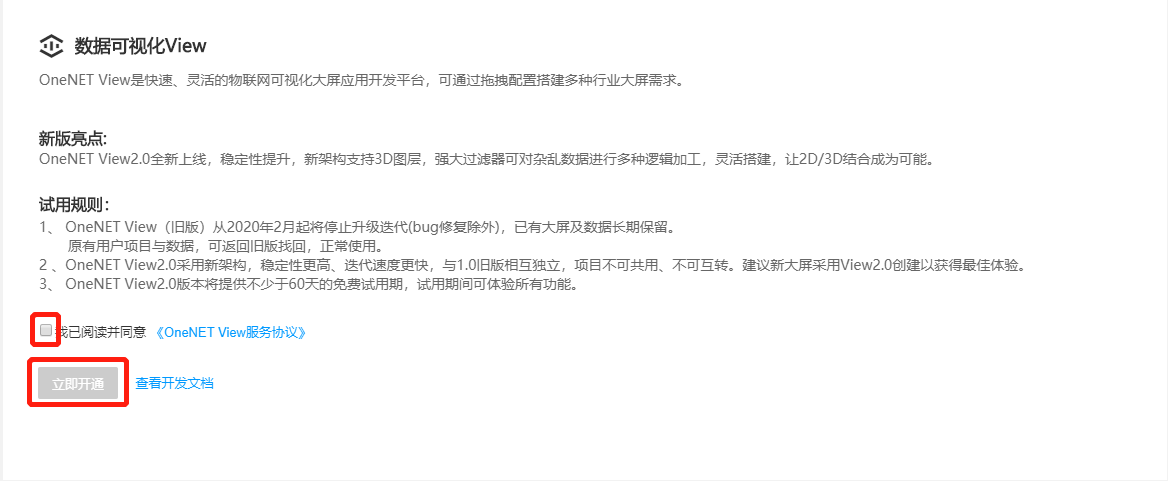 数据可视化View
OneNET View是快速、灵活的物联网可视化大屏应用开发平台，可通过拖拽配置搭建多种行业大屏需求。
新版亮点:
OneNET View2.0全新上线，稳定性提升，新架构支持3D图层，强大过滤器可对杂乱数据进行多种逻辑加工，灵活搭建，让2D/3D结合成为可能。
试用规则：
1、 OneNET View（旧版）从2020年2月起将停止升级迭代(bug修复除外)，已有大屏及数据长期保留。
原有用户项目与数据，可返回旧版找回，正常使用。
2 、OneNET View2.0采用新架构，稳定性更高、迭代速度更快，与1.0旧版相互独立，项目不可共用、不可互转。建议新大屏采用View2.0创建以获得最佳体验。
3、 OneNET View2.0版本将提供不少于60天的免费试用期，试用期间可体验所有功能。
我已阅读并同意 《OneNET View服务协议》
立即开通 查看开发文档